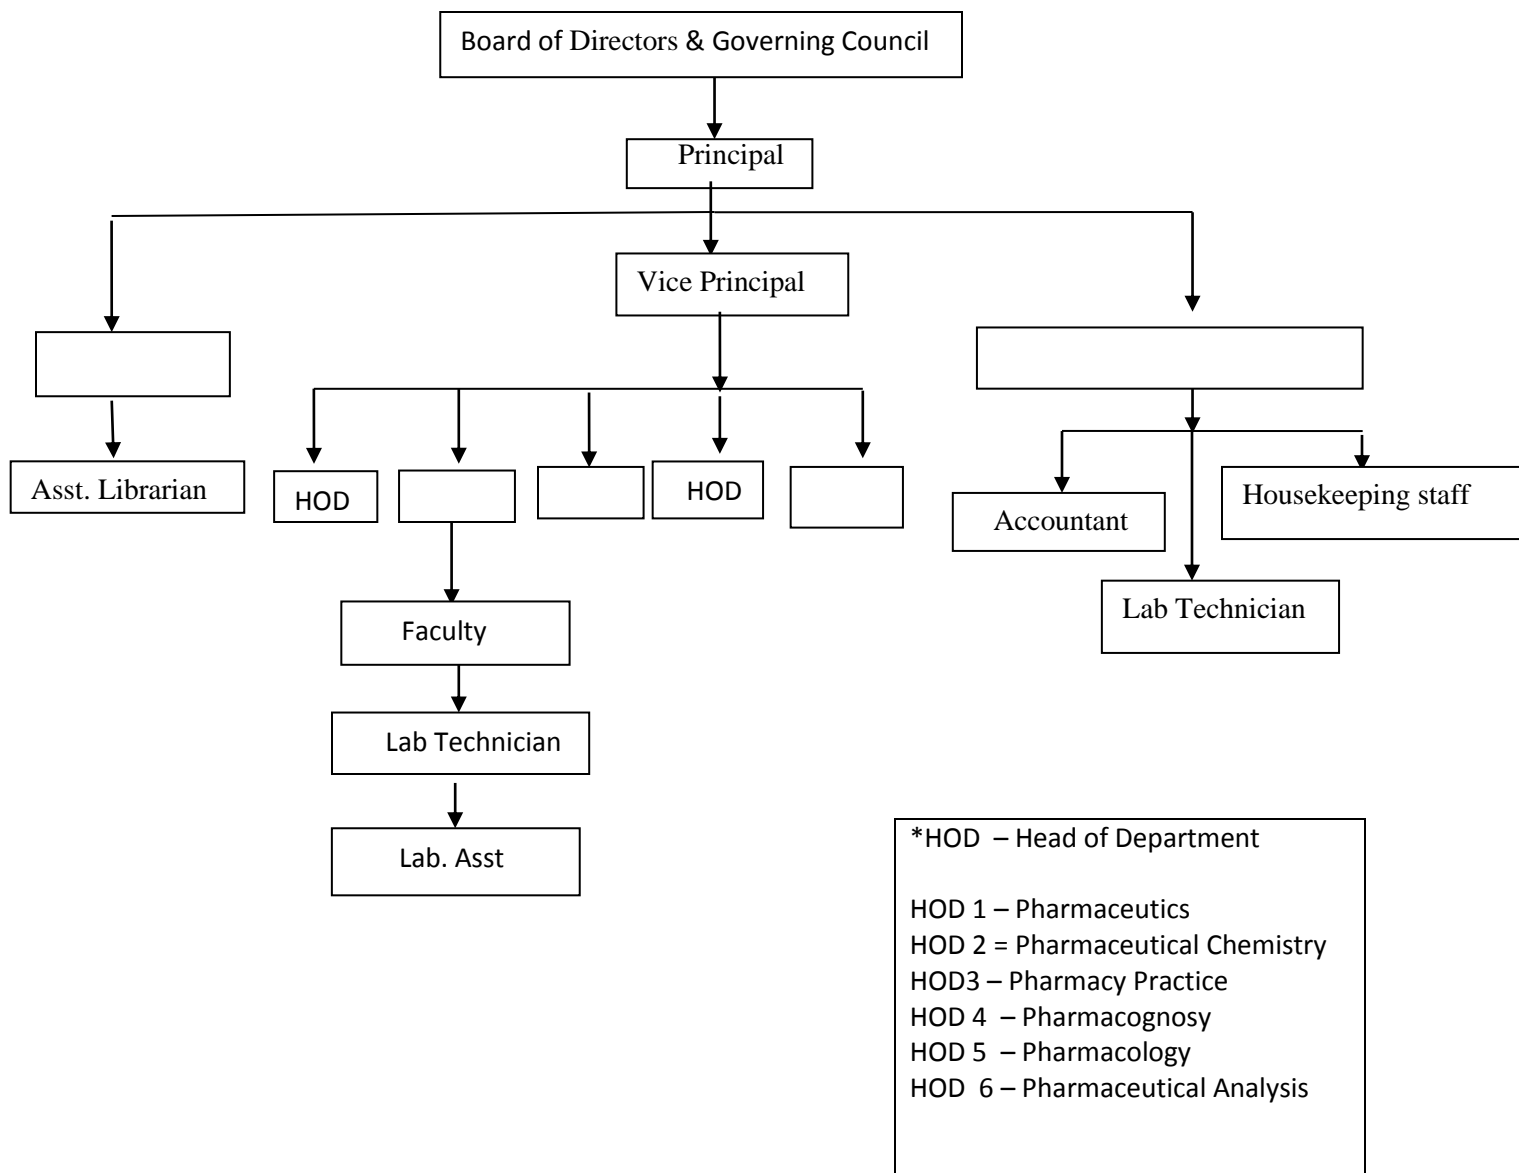 Board of Directors & Governing Council
Principal
Vice Principal
Asst. Librarian
HOD
HOD
Accountant
Housekeeping staff
Lab Technician
Faculty
Lab Technician
Lab. Asst
*HOD – Head of Department
HOD 1 – Pharmaceutics
HOD 2 = Pharmaceutical Chemistry
HOD3 – Pharmacy Practice
HOD 4 – Pharmacognosy
HOD 5 – Pharmacology
HOD 6 – Pharmaceutical Analysis